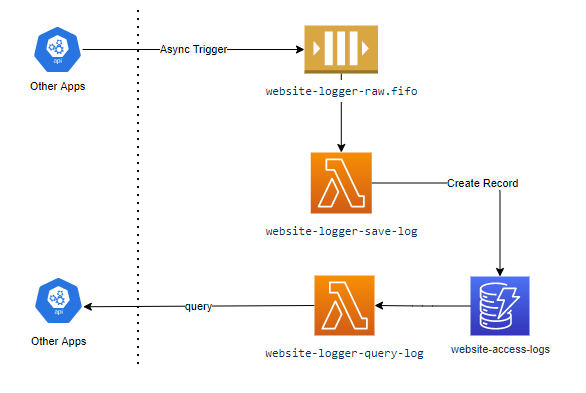 api
Async Trigger
Other Apps
website-logger-raw.fifo
Create Record
website-logger-save-log
api
query
Other Apps
website-logger-query-log
website-access-logs